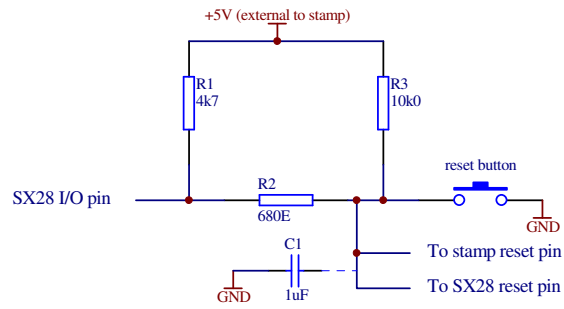 +5V (external to stamp)
R1
4k7
R3
10k0
R2
680E
SX28 I/O pin
reset button
GND
To stamp reset pin
To SX28 reset pin
C1
1uF
GND